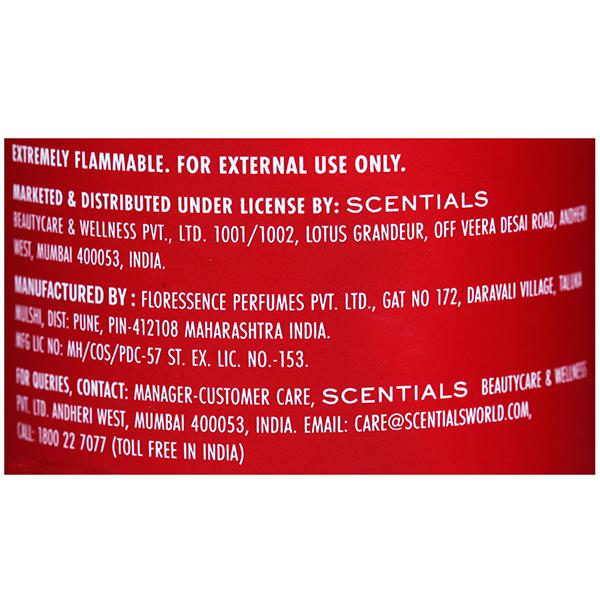 EXTREMELY FLAMMABLE. FOR EXTERNAL USE ONLY.
MARKETED & DISTRIBUTED UNDER LICENSE BY: SCENTIALS
BEAUTYCARE & WELLNESS PVT., LTD. 1001/1002, LOTUS GRANDEUR, OFF VEERA DESAI ROAD, ANDHERI
WEST, MUMBAI 400053, INDIA.
MANUFACTURED BY : FLORESSENCE PERFUMES PVT. LTD., GAT NO 172, DARAVALI VILLAGE, TALUKA
MULSHI, DIST: PUNE, PIN-412108 MAHARASHTRA INDIA.
MFG LIC NO: MH/COS/PDC-57 ST. EX. LIC. NO.-153.
FOR QUERIES, CONTACT: MANAGER-CUSTOMER CARE, SCENTIALS BEAUTYCARE & WELLNESS
PVT. LTD. ANDHERI WEST, MUMBAI 400053, INDIA. EMAIL: CARE@SCENTIALSWORLD.COM,
CALL: 1800 22 7077 (TOLL FREE IN INDIA)